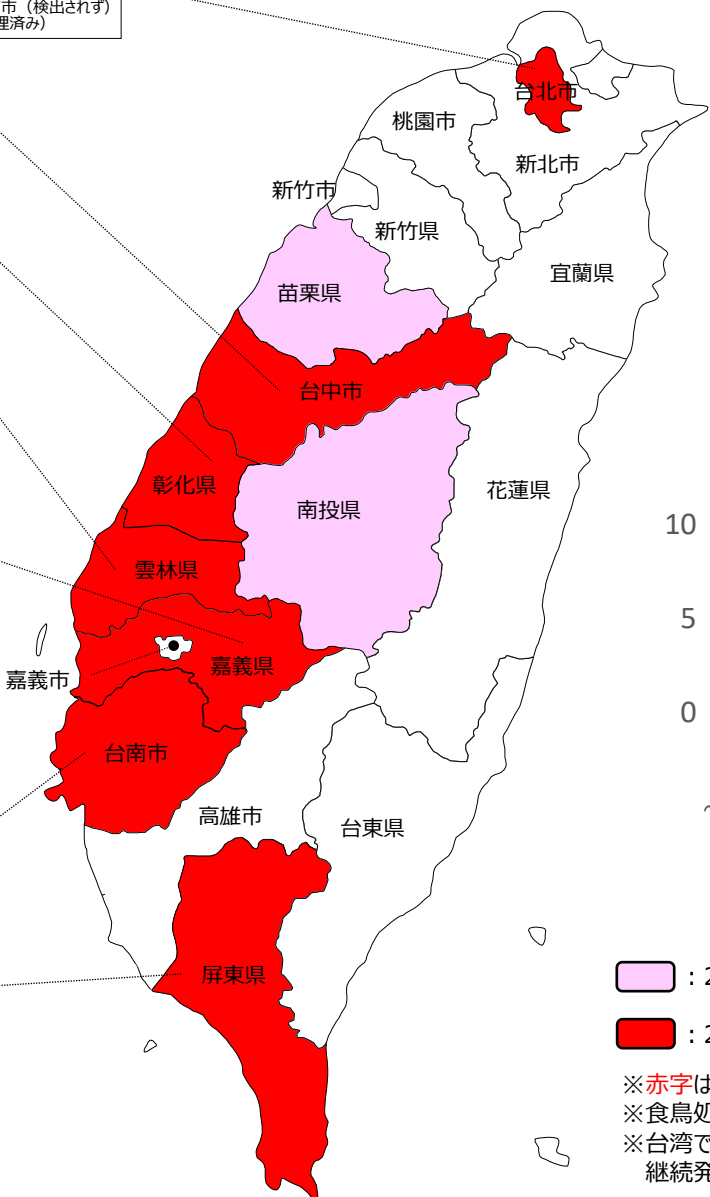 市（検出されず）
理済み）
台北市
桃園市
新北市
新竹市
新竹県
宜蘭県
苗栗県
台中市
彰化県
花蓮県
南投県
10
雲林県
5
嘉義県
嘉義市
0
台南市
高雄市
台東県
屏東県
：2
：2
※赤字は
※食鳥処
※台湾で
継続発